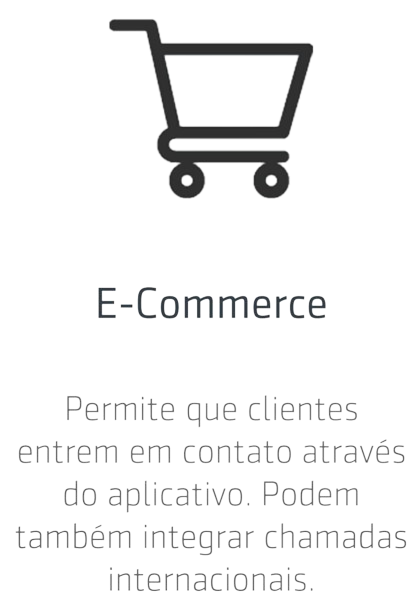 E-Commerce
Permite que clientes
entrem em contato através
do aplicativo. Podem
também integrar chamadas
internacionais.